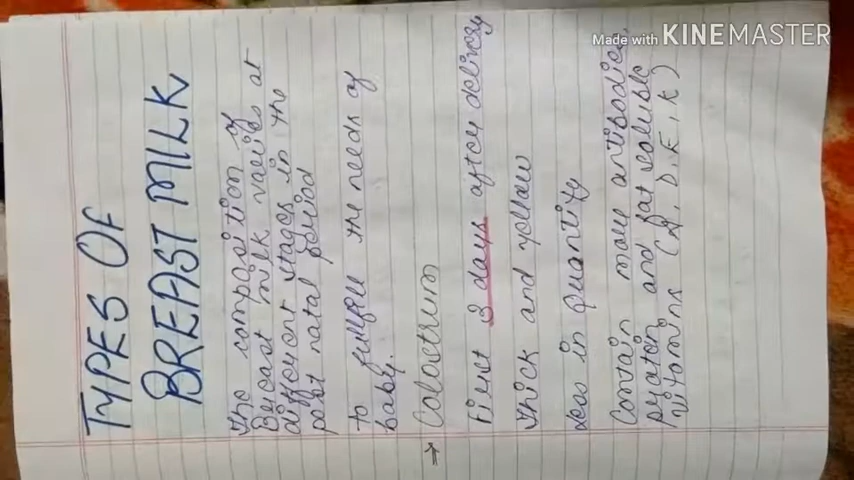 Made with KINEMASTER
TYPES OF
BREAST MILK
The composition of
Breast milk varies at
different stages in the
post natal period
to fullfill the needs of
baby.
→ Colostrum
First 3 days after delivery
Thick and yellow
Less in quantity
Contain more antibodies,
protein and fat soluble
vitamins (A, D, E, K)